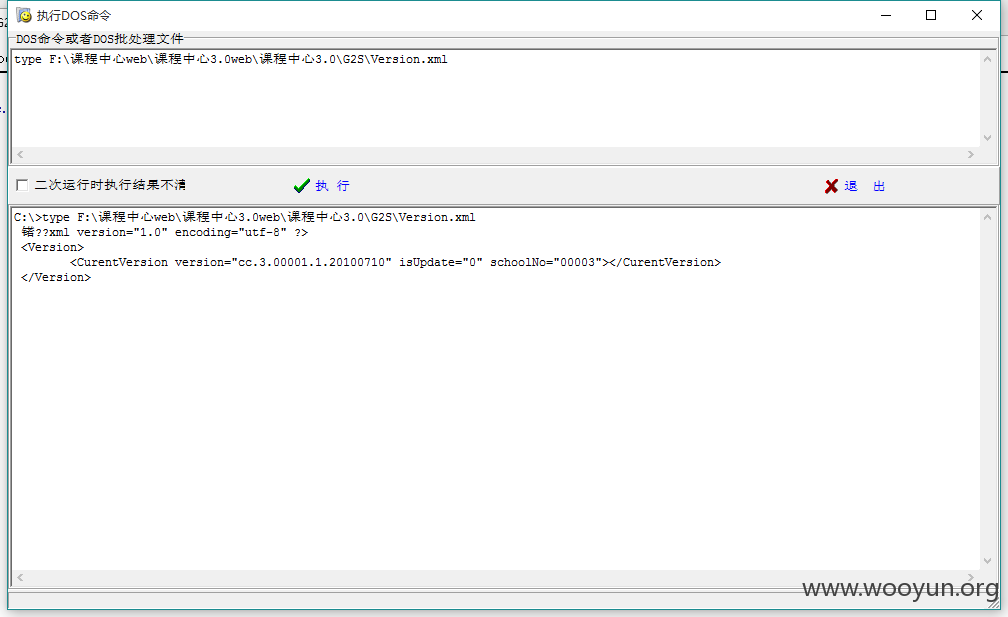 执行DOS命令
DOS命令或者DOS批处理文件
type F:\课程中心web\课程中心3.0web\课程中心3.0\G2S\Version.xml
二次运行时执行结果不清
执 行
退 出
C:\>type F:\课程中心web\课程中心3.0web\课程中心3.0\G2S\Version.xml
锘??xml version="1.0" encoding="utf-8" ?>
<Version>
<CurentVersion version="cc.3.00001.1.20100710" isUpdate="0" schoolNo="00003"></CurentVersion>
</Version>
www.wooyun.org